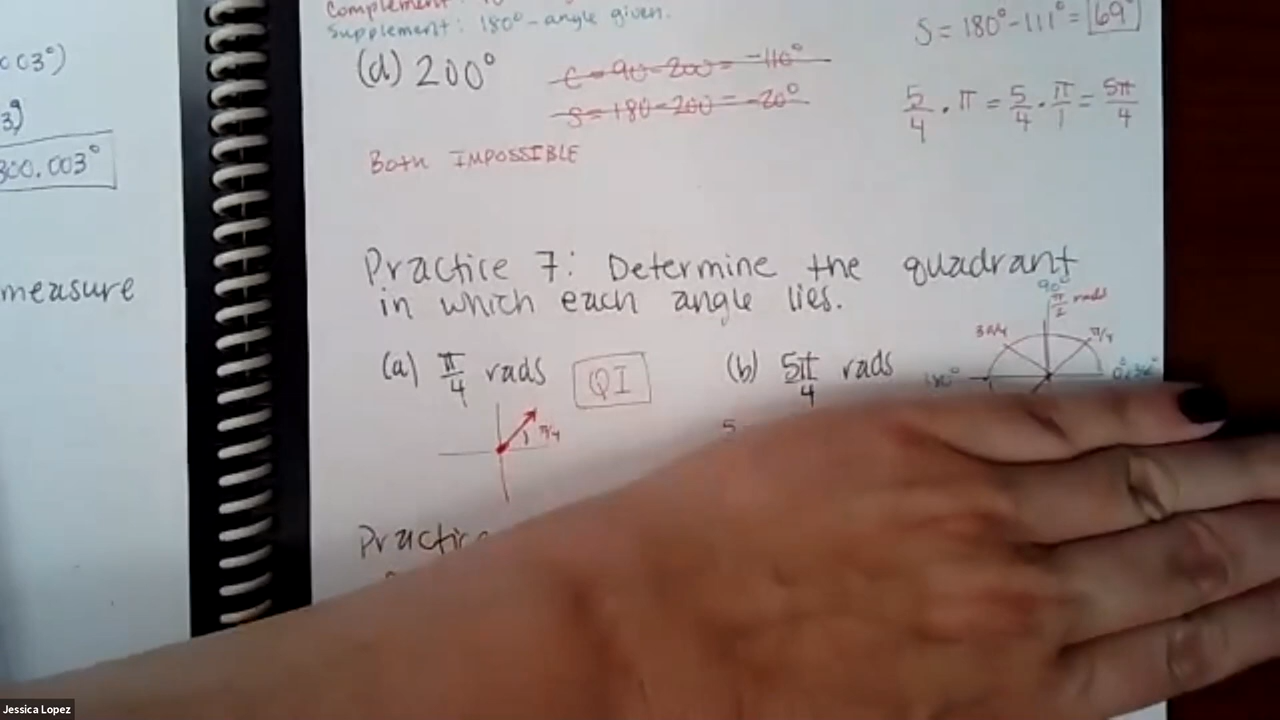 Complement:
Supplement: 180° - angle given.
S = 180° - 111° = 69°
(d) 200°
C = 90 - 200 = -110°
S = 180 - 200 = -20°
5/4 · π = 5/4 · π/1 = 5π/4
Both IMPOSSIBLE
300.003°
measure
Practice 7: Determine the quadrant
in which each angle lies.
90°
π/2 rads
3π/4
π/4
180°
(a) π/4 rads
QI
(b) 5π/4 rads
π/4
5
Practice
Jessica Lopez